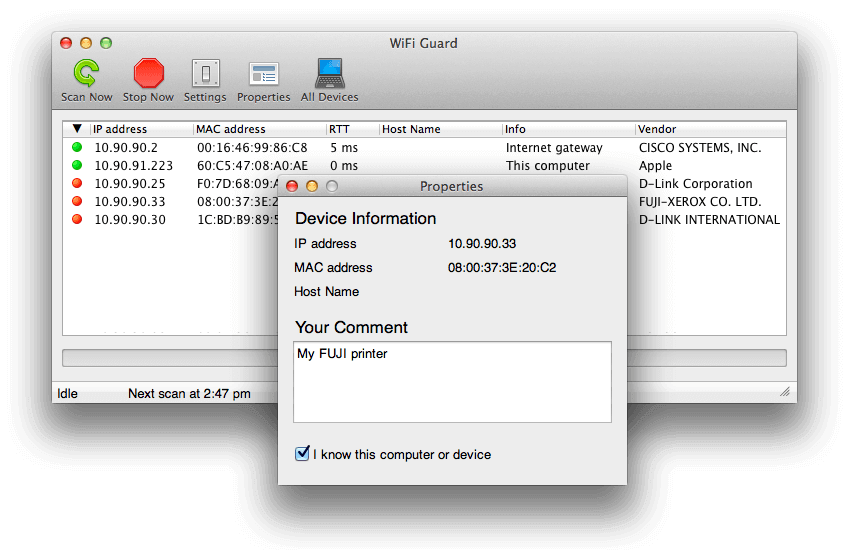 WiFi Guard
Scan Now Stop Now Settings Properties All Devices
▼ IP address MAC address RTT Host Name Info Vendor
10.90.90.2 00:16:46:99:86:C8 5 ms Internet gateway CISCO SYSTEMS, INC.
10.90.91.223 60:C5:47:08:A0:AE 0 ms This computer Apple
10.90.90.25 F0:7D:68:09:A D-Link Corporation
10.90.90.33 08:00:37:3E:2 FUJI-XEROX CO. LTD.
10.90.90.30 1C:BD:B9:89:5 D-LINK INTERNATIONAL
Properties
Device Information
IP address 10.90.90.33
MAC address 08:00:37:3E:20:C2
Host Name
Your Comment
My FUJI printer
I know this computer or device
Idle Next scan at 2:47 pm